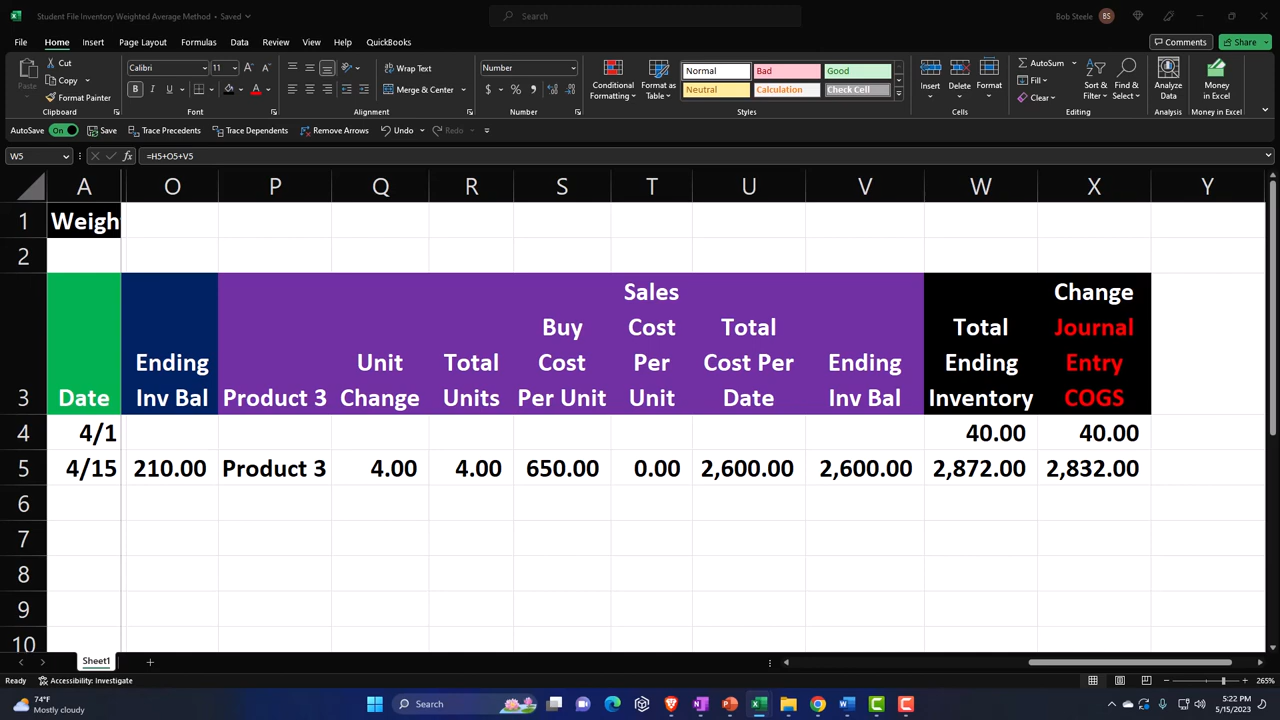 Student File Inventory Weighted Average Method • Saved
Search
Bob Steele BS
File Home Insert Page Layout Formulas Data Review View Help QuickBooks Comments Share
Cut
Copy
Format Painter
Paste
Clipboard
Calibri 11
B I U
Font
Wrap Text
Merge & Center
Alignment
Number
$ %
Number
Conditional Formatting
Format as Table
Normal Bad Good
Neutral Calculation Check Cell
Styles
Insert Delete Format
Cells
AutoSum
Fill
Clear
Sort & Filter
Find & Select
Editing
Analyze Data
Analysis
Money in Excel
Money in Excel
AutoSave On Save Trace Precedents Trace Dependents Remove Arrows Undo Redo
W5 fx =H5+O5+V5
A O P Q R S T U V W X Y
1 Weigh
2
3 Date Ending Inv Bal Product 3 Unit Change Total Units Buy Cost Per Unit Sales Cost Per Unit Total Cost Per Date Ending Inv Bal Total Ending Inventory Change Journal Entry COGS
4 4/1 40.00 40.00
5 4/15 210.00 Product 3 4.00 4.00 650.00 0.00 2,600.00 2,600.00 2,872.00 2,832.00
6
7
8
9
10
Sheet1
Ready Accessibility: Investigate 265%
74°F
Mostly cloudy
Search
5:22 PM
5/15/2023